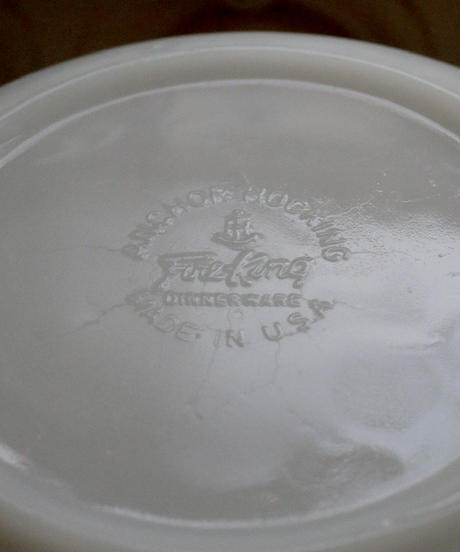 ANCHOR HOCKING
Fire-King
DINNERWARE
MADE IN U.S.A